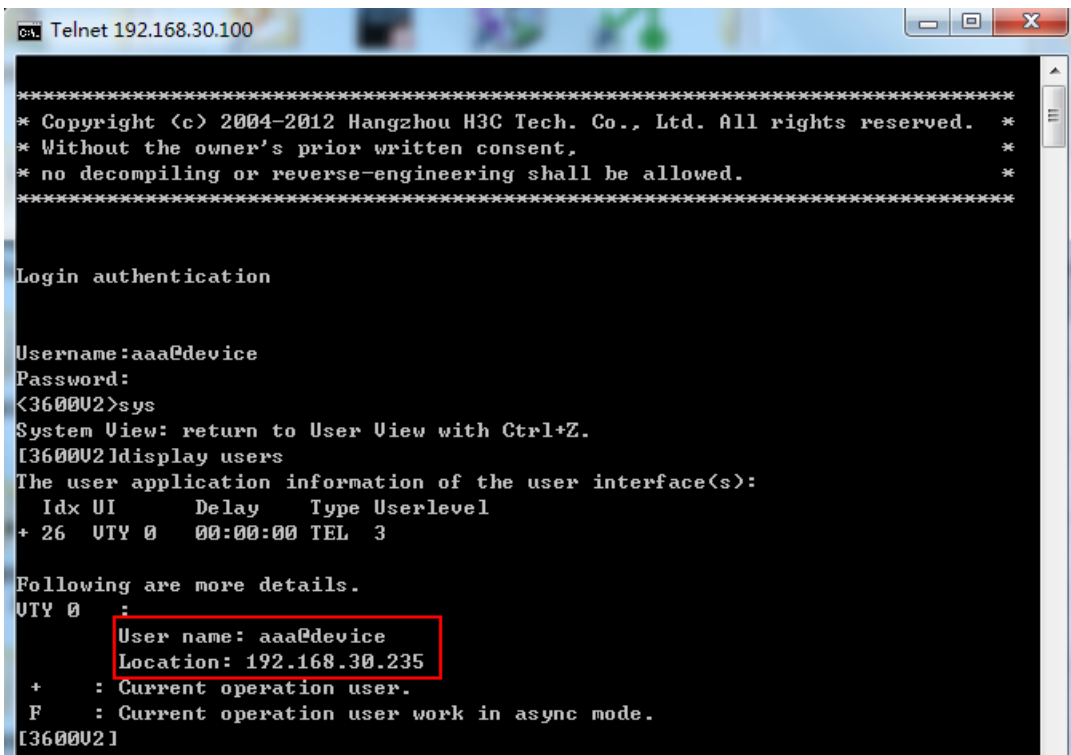 Telnet 192.168.30.100
*******************************************************************************
* Copyright (c) 2004-2012 Hangzhou H3C Tech. Co., Ltd. All rights reserved.  *
* Without the owner's prior written consent,                                 *
* no decompiling or reverse-engineering shall be allowed.                    *
*******************************************************************************
Login authentication
Username:aaa@device
Password:
<3600V2>sys
System View: return to User View with Ctrl+Z.
[3600V2]display users
The user application information of the user interface(s):
  Idx UI      Delay    Type Userlevel
+ 26  VTY 0   00:00:00 TEL  3
Following are more details.
VTY 0   :
        User name: aaa@device
        Location: 192.168.30.235
 +    : Current operation user.
 F    : Current operation user work in async mode.
[3600V2]